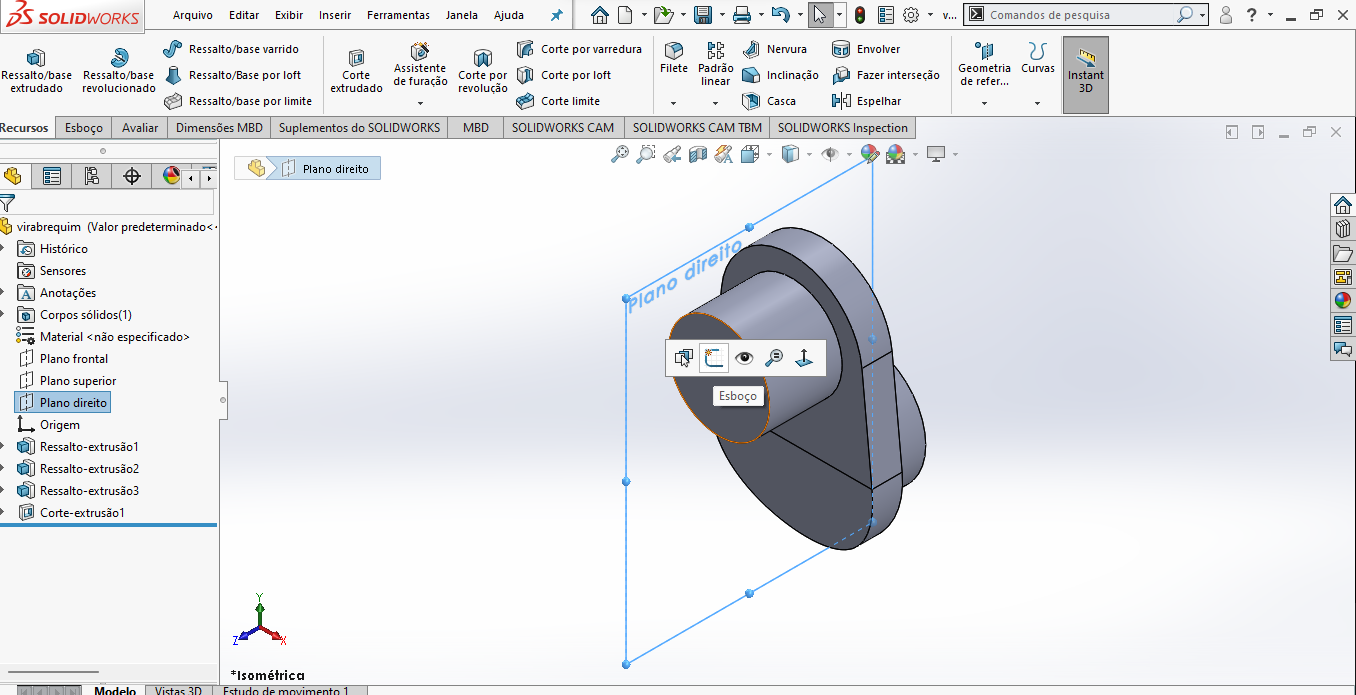 SOLIDWORKS
Arquivo Editar Exibir Inserir Ferramentas Janela Ajuda
v...
Comandos de pesquisa
?
Ressalto/base extrudado
Ressalto/base revolucionado
Ressalto/base varrido
Ressalto/base por loft
Ressalto/base por limite
Corte extrudado
Assistente de furação
Corte por revolução
Corte por varredura
Corte por loft
Corte limite
Filete
Padrão linear
Nervura
Inclinação
Casca
Envolver
Fazer interseção
Espelhar
Geometria de refer...
Curvas
Instant 3D
Recursos Esboço Avaliar Dimensões MBD Suplementos do SOLIDWORKS MBD SOLIDWORKS CAM SOLIDWORKS CAM TBM SOLIDWORKS Inspection
Plano direito
virabrequim (Valor predeterminado<
Histórico
Sensores
Anotações
Corpos sólidos(1)
Material <não especificado>
Plano frontal
Plano superior
Plano direito
Origem
Ressalto-extrusão1
Ressalto-extrusão2
Ressalto-extrusão3
Corte-extrusão1
Plano direito
Esboço
Y
Z
X
*Isométrica
Modelo Vistas 3D Estudo de movimento 1